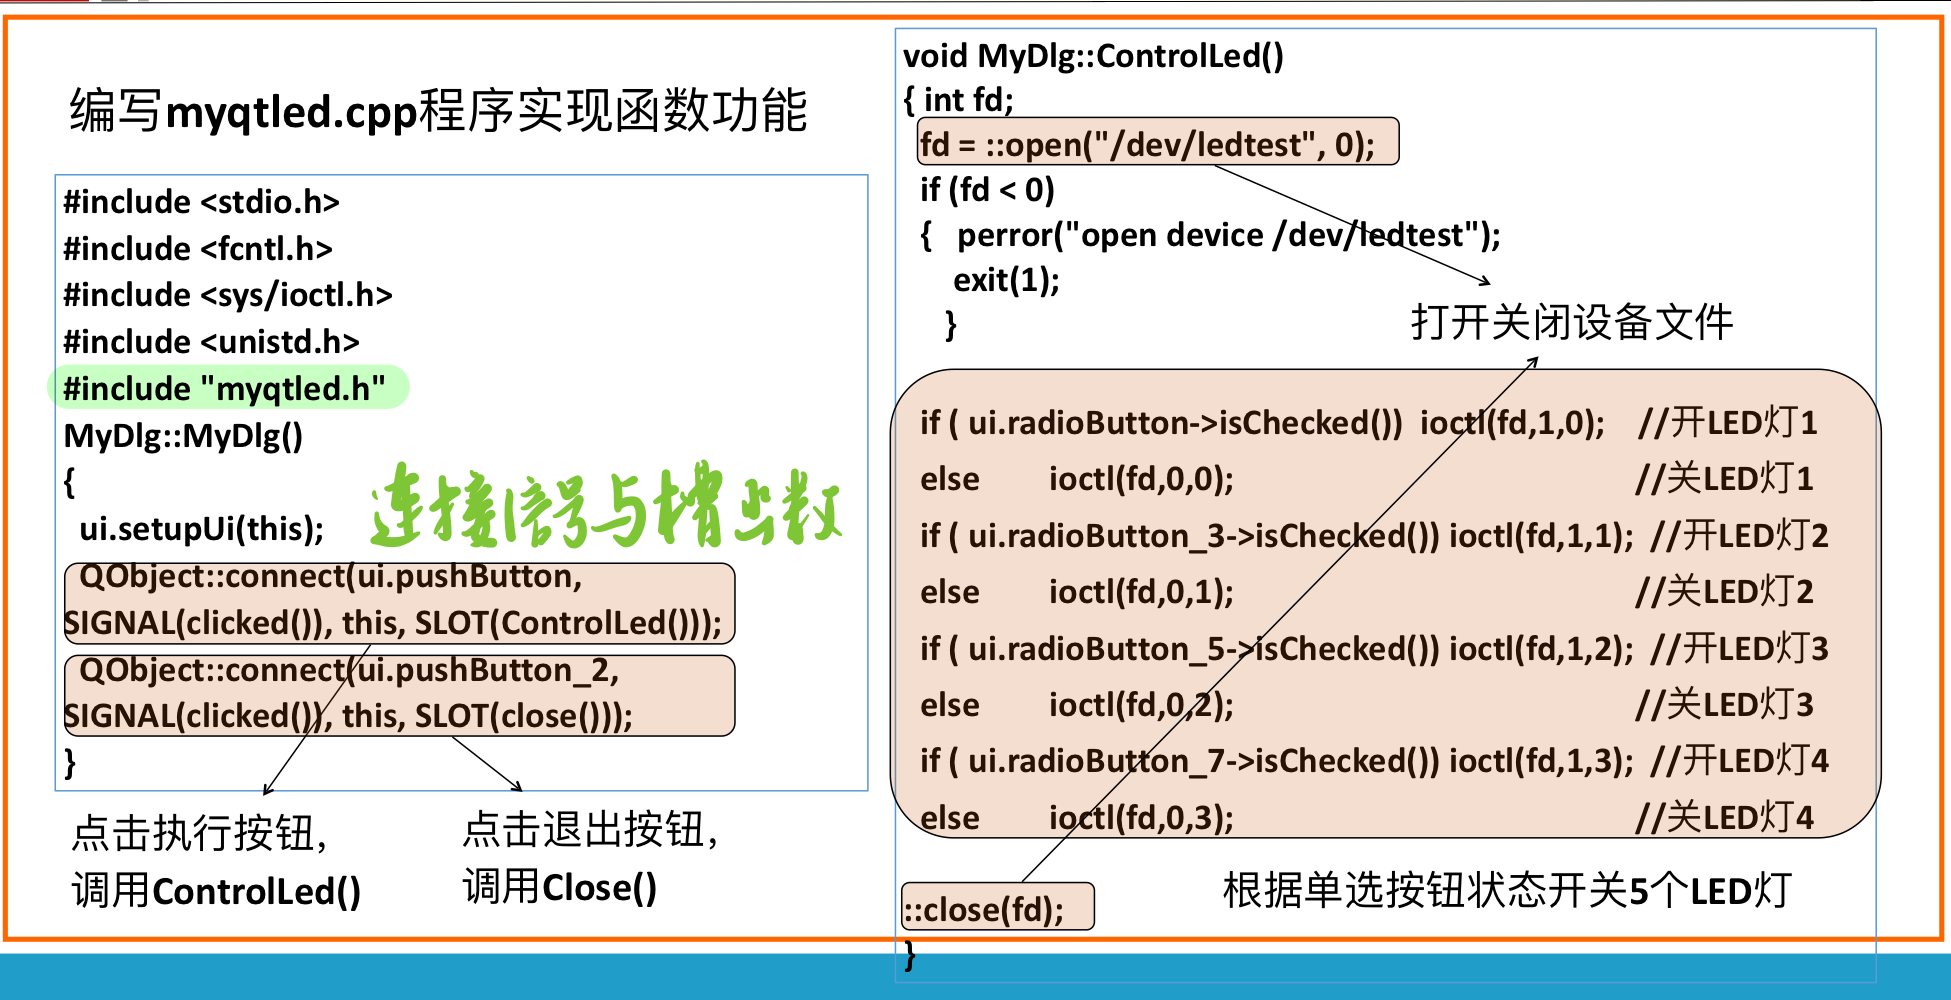 编写myqtled.cpp程序实现函数功能
#include <stdio.h>
#include <fcntl.h>
#include <sys/ioctl.h>
#include <unistd.h>
#include "myqtled.h"
MyDlg::MyDlg()
{
ui.setupUi(this);
连接信号与槽函数
QObject::connect(ui.pushButton,
SIGNAL(clicked()), this, SLOT(ControlLed()));
QObject::connect(ui.pushButton_2,
SIGNAL(clicked()), this, SLOT(close()));
}
点击执行按钮，
调用ControlLed()
点击退出按钮，
调用Close()
void MyDlg::ControlLed()
{ int fd;
fd = ::open("/dev/ledtest", 0);
if (fd < 0)
{ perror("open device /dev/ledtest");
exit(1);
}
打开关闭设备文件
if ( ui.radioButton->isChecked()) ioctl(fd,1,0); //开LED灯1
else ioctl(fd,0,0); //关LED灯1
if ( ui.radioButton_3->isChecked()) ioctl(fd,1,1); //开LED灯2
else ioctl(fd,0,1); //关LED灯2
if ( ui.radioButton_5->isChecked()) ioctl(fd,1,2); //开LED灯3
else ioctl(fd,0,2); //关LED灯3
if ( ui.radioButton_7->isChecked()) ioctl(fd,1,3); //开LED灯4
else ioctl(fd,0,3); //关LED灯4
根据单选按钮状态开关5个LED灯
::close(fd);
}